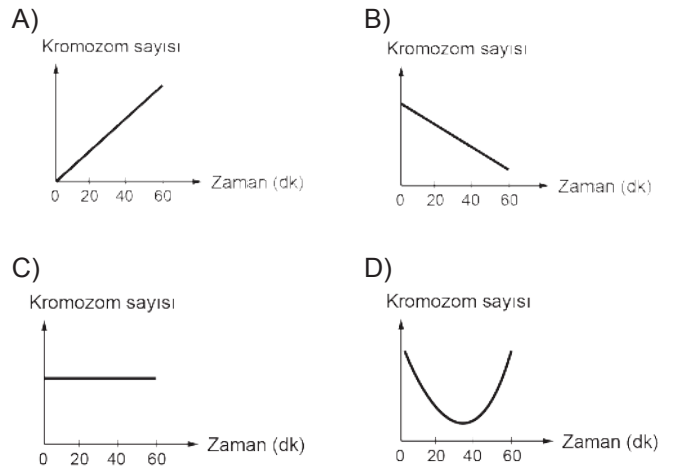 A)
Kromozom sayısı
0 20 40 60
Zaman (dk)
B)
Kromozom sayısı
0 20 40 60
Zaman (dk)
C)
Kromozom sayısı
0 20 40 60
Zaman (dk)
D)
Kromozom sayısı
0 20 40 60
Zaman (dk)